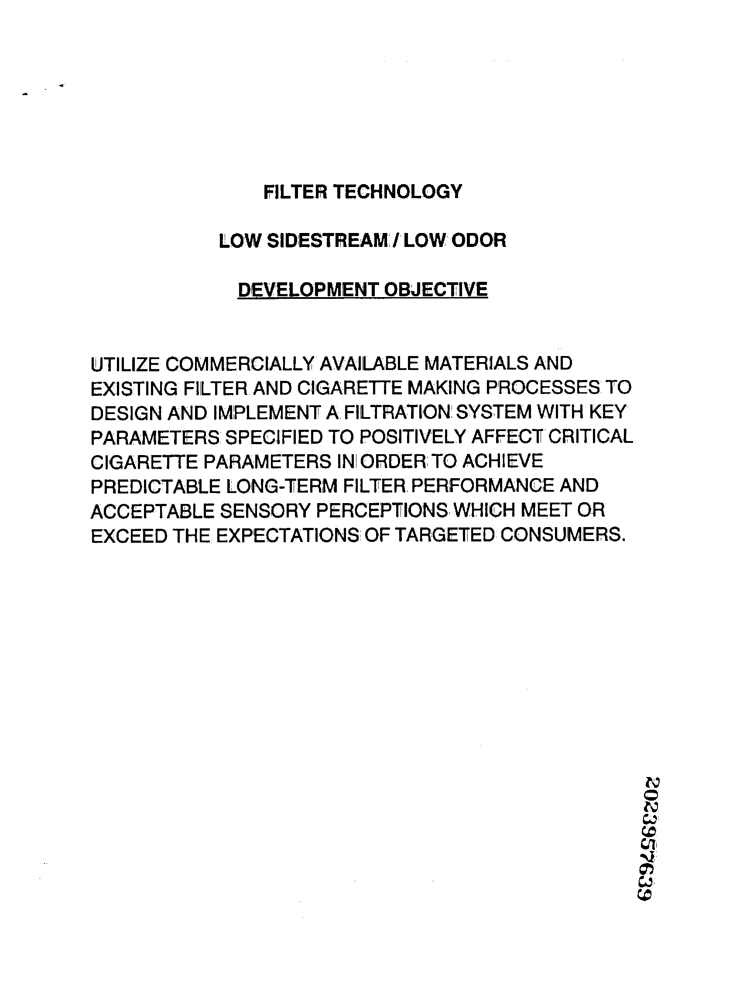 FILTER TECHNOLOGY
LOW SIDESTREAM / LOW ODOR
DEVELOPMENT OBJECTIVE
UTILIZE COMMERCIALLY AVAILABLE MATERIALS AND
EXISTING FILTER AND CIGARETTE MAKING PROCESSES TO
DESIGN AND IMPLEMENT A FILTRATION SYSTEM WITH KEY
PARAMETERS SPECIFIED TO POSITIVELY AFFECT CRITICAL
CIGARETTE PARAMETERS IN ORDER TO ACHIEVE
PREDICTABLE LONG-TERM FILTER PERFORMANCE AND
ACCEPTABLE SENSORY PERCEPTIONS WHICH MEET OR
EXCEED THE EXPECTATIONS OF TARGETED CONSUMERS.
2023957639